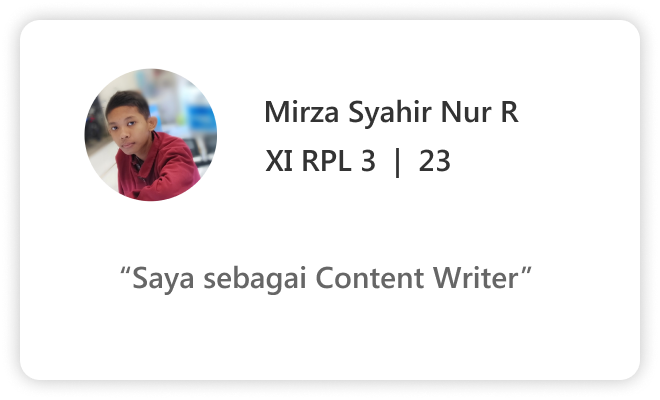 Mirza Syahir Nur R
XI RPL 3 | 23
“Saya sebagai Content Writer”